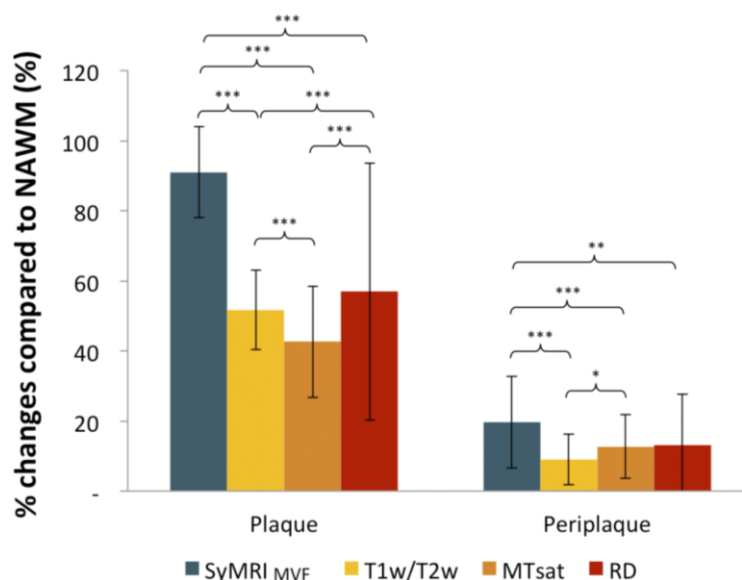 % changes compared to NAWM (%)
120
100
80
60
40
20
-
***
***
***
***
***
***
**
***
***
*
Plaque
Periplaque
SyMRI MVF
T1w/T2w
MTsat
RD